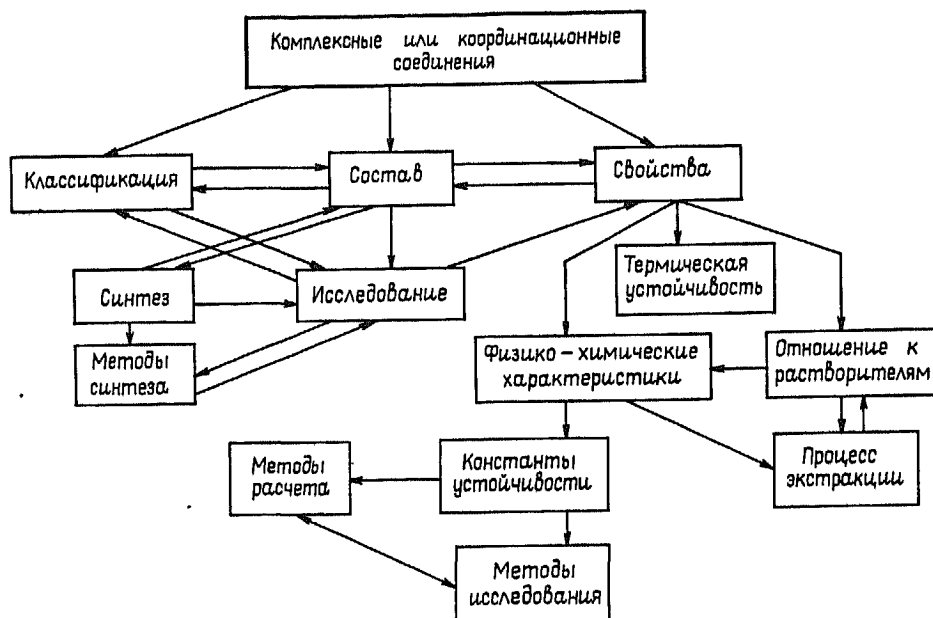 Комплексные или координационные
соединения
Классификация
Состав
Свойства
Синтез
Исследование
Термическая
устойчивость
Методы
синтеза
Физико – химические
характеристики
Отношение к
растворителям
Методы
расчета
Константы
устойчивости
Процесс
экстракции
Методы
исследования